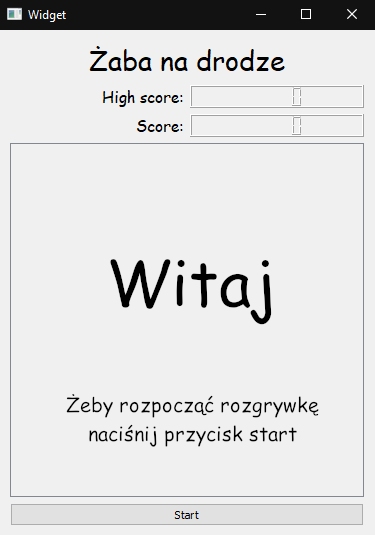 Widget
Żaba na drodze
High score:
Score:
Witaj
Żeby rozpocząć rozgrywkę
naciśnij przycisk start
Start